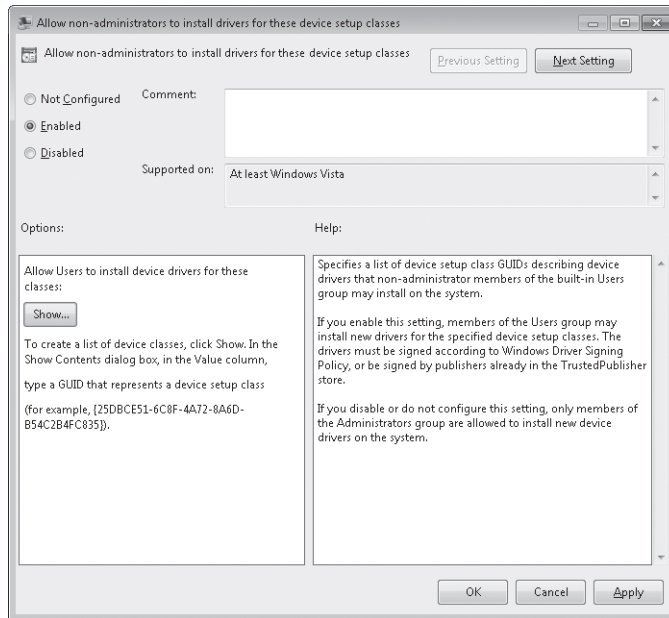 Allow non-administrators to install drivers for these device setup classes
Allow non-administrators to install drivers for these device setup classes
Previous Setting
Next Setting
Not Configured
Comment:
Enabled
Disabled
Supported on:
At least Windows Vista
Options:
Help:
Allow Users to install device drivers for these
classes:
Show...
To create a list of device classes, click Show. In the
Show Contents dialog box, in the Value column,
type a GUID that represents a device setup class
(for example, {25DBCE51-6C8F-4A72-8A6D-
B54C2B4FC835}).
Specifies a list of device setup class GUIDs describing device
drivers that non-administrator members of the built-in Users
group may install on the system.
If you enable this setting, members of the Users group may
install new drivers for the specified device setup classes. The
drivers must be signed according to Windows Driver Signing
Policy, or be signed by publishers already in the TrustedPublisher
store.
If you disable or do not configure this setting, only members of
the Administrators group are allowed to install new device
drivers on the system.
OK
Cancel
Apply